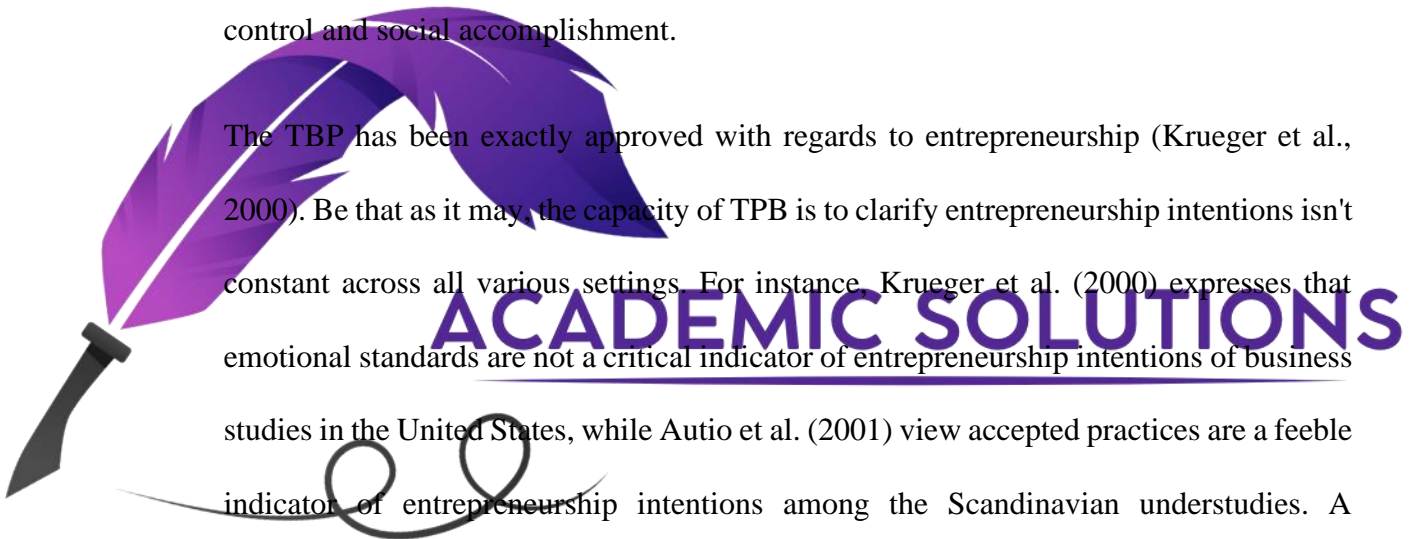 control and social accomplishment.
The TBP has been exactly approved with regards to entrepreneurship (Krueger et al.,
2000). Be that as it may, the capacity of TPB is to clarify entrepreneurship intentions isn't
constant across all various settings. For instance, Krueger et al. (2000) expresses that
ACADEMIC SOLUTIONS
emotional standards are not a critical indicator of entrepreneurship intentions of business
studies in the United States, while Autio et al. (2001) view accepted practices are a feeble
indicator of entrepreneurship intentions among the Scandinavian understudies. A